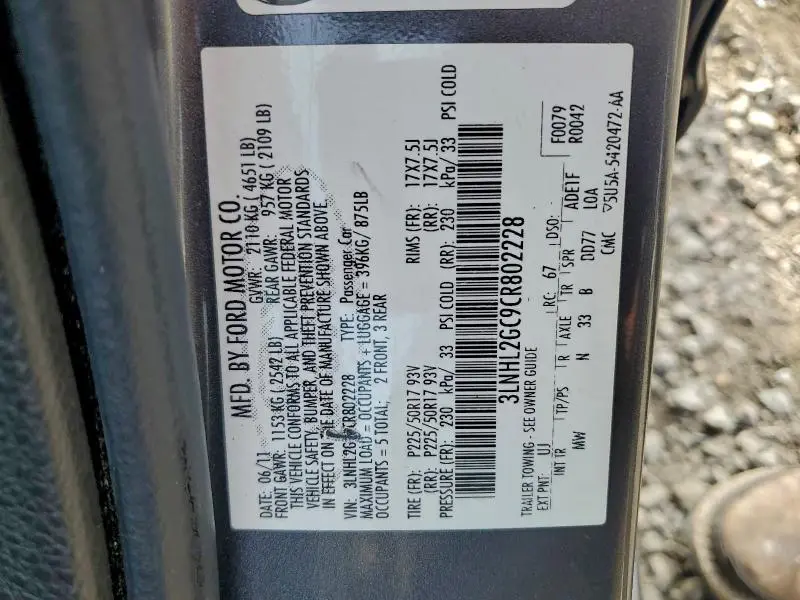 MFD. BY FORD MOTOR CO.
DATE: 06/11 GVWR: 2110 KG ( 4651 LB)
FRONT GAWR: 1153 KG ( 2542 LB) REAR GAWR: 957 KG ( 2109 LB)
THIS VEHICLE CONFORMS TO ALL APPLICABLE FEDERAL MOTOR
VEHICLE SAFETY, BUMPER, AND THEFT PREVENTION STANDARDS
IN EFFECT ON THE DATE OF MANUFACTURE SHOWN ABOVE.
VIN: 3LNHL2GC9CR802228 TYPE: Passenger Car
MAXIMUM LOAD = OCCUPANTS + LUGGAGE = 396KG/ 875LB
OCCUPANTS = 5 TOTAL; 2 FRONT, 3 REAR
TIRE (FR): P225/50R17 93V RIMS (FR): 17X7.5J
(RR): P225/50R17 93V (RR): 17X7.5J
PRESSURE (FR): 230 kPa/ 33 PSI COLD (RR): 230 kPa/ 33 PSI COLD
3LNHL2GC9CR802228
TRAILER TOWING - SEE OWNER GUIDE
EXT PNT: UJ RC: 67 DSO: F0079
R0042
INT TR TP/PS R AXLE TR SPR ADE1F
MW N 33 B DD77 L0A
CMC ▽5U5A-5420472-AA